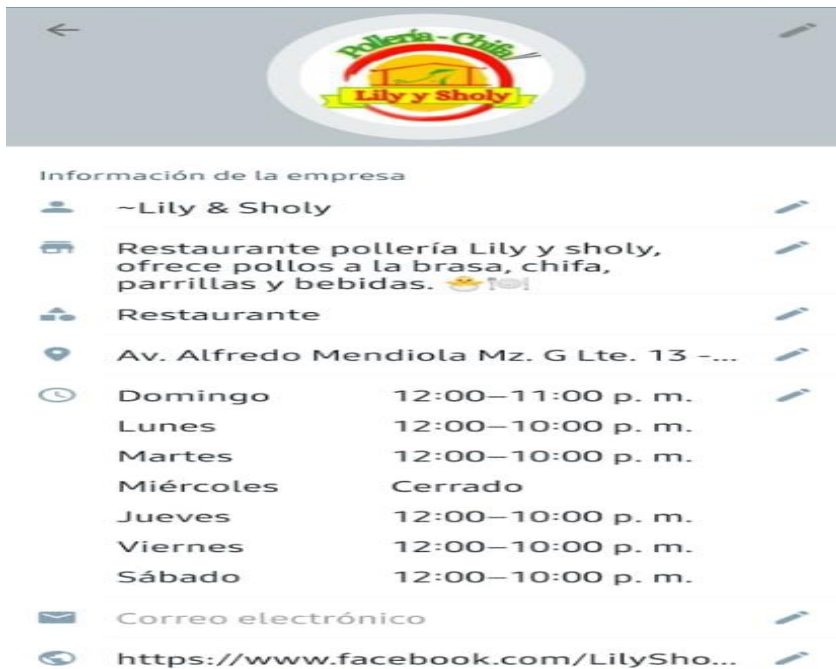 Pollería - Chifa
Lily y Sholy
Información de la empresa
~Lily & Sholy
Restaurante pollería Lily y sholy,
ofrece pollos a la brasa, chifa,
parrillas y bebidas. 🐣🍽
Restaurante
Av. Alfredo Mendiola Mz. G Lte. 13 -...
Domingo 12:00–11:00 p. m.
Lunes 12:00–10:00 p. m.
Martes 12:00–10:00 p. m.
Miércoles Cerrado
Jueves 12:00–10:00 p. m.
Viernes 12:00–10:00 p. m.
Sábado 12:00–10:00 p. m.
Correo electrónico
https://www.facebook.com/LilySho...